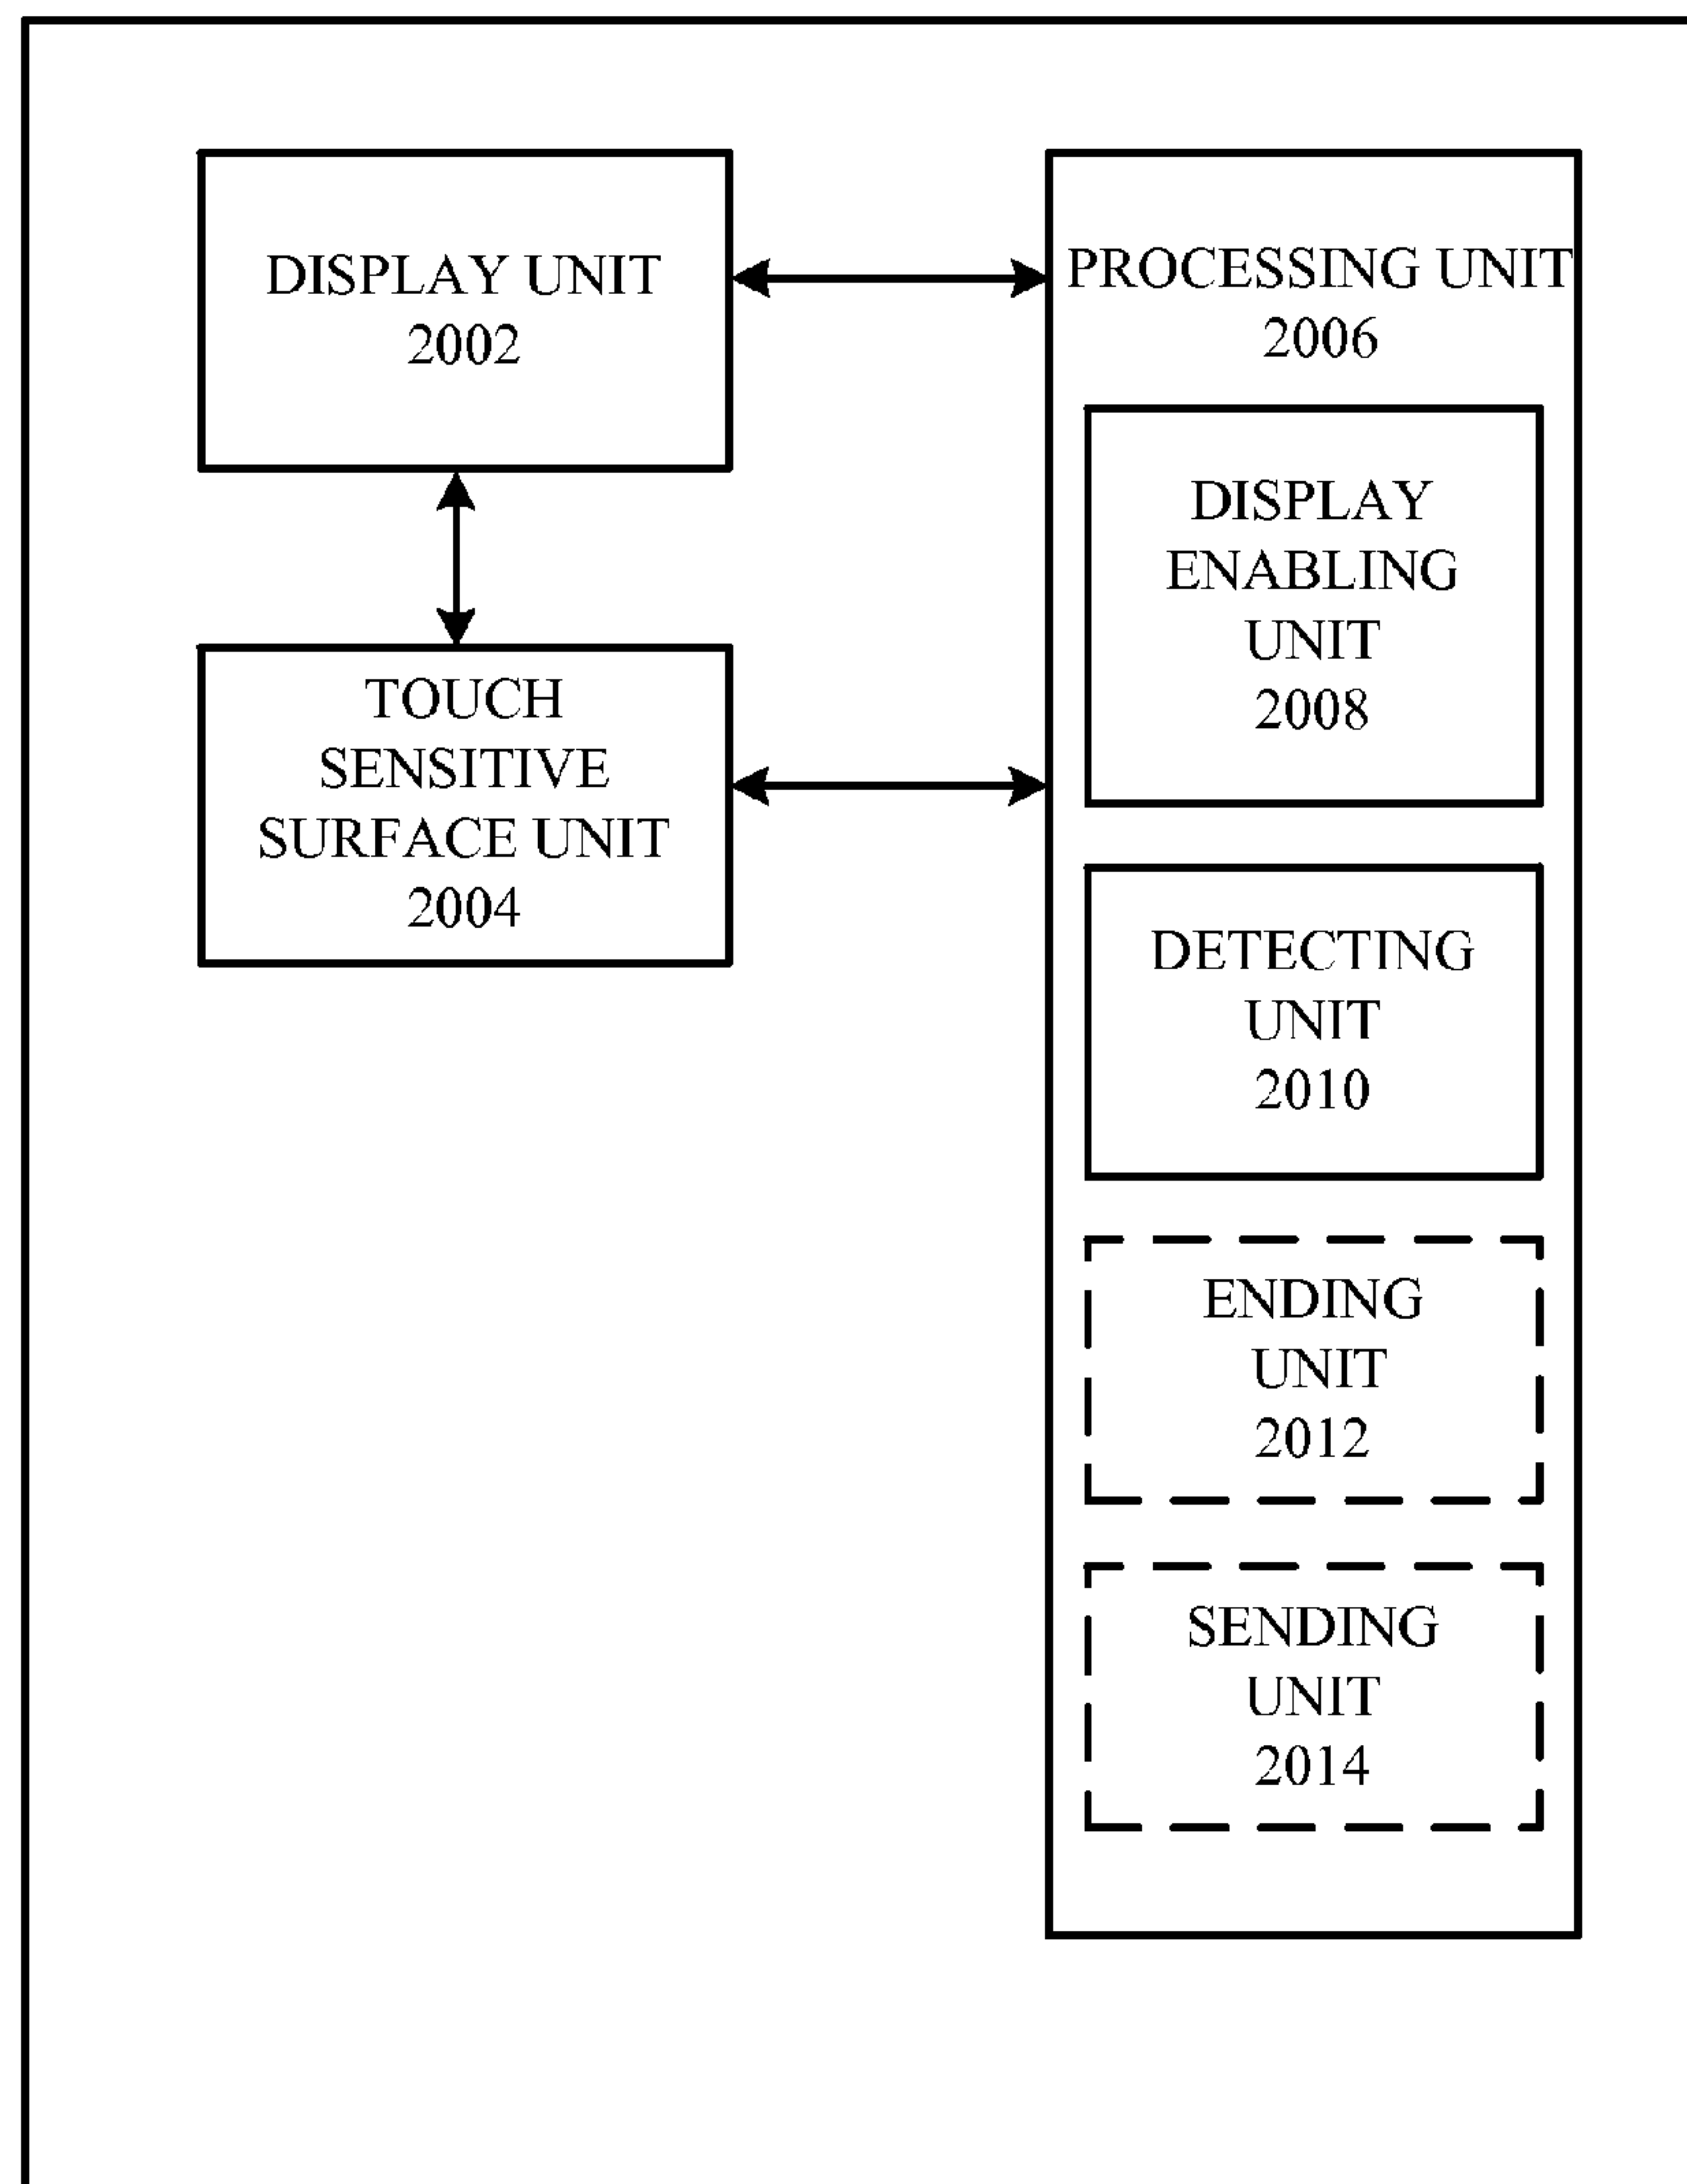 DISPLAY UNIT
2002
TOUCH
SENSITIVE
SURFACE UNIT
2004
PROCESSING UNIT
2006
DISPLAY
ENABLING
UNIT
2008
DETECTING
UNIT
2010
ENDING
UNIT
2012
SENDING
UNIT
2014